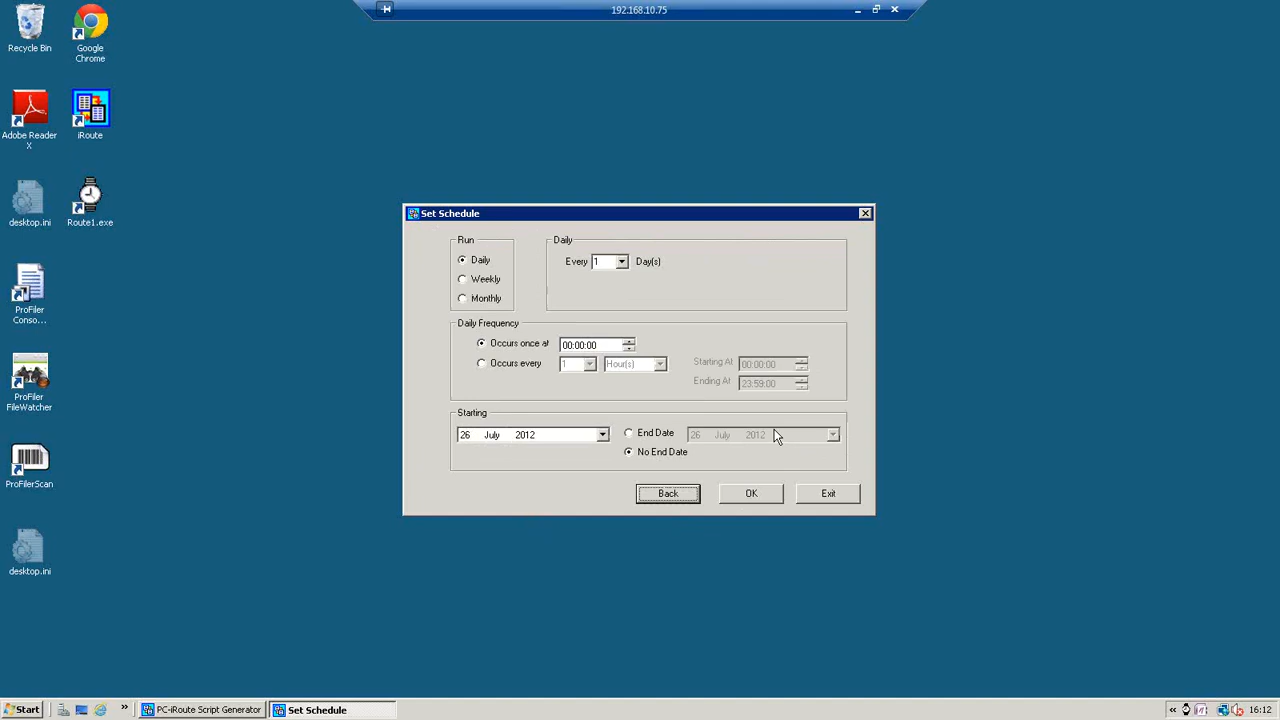 192.168.10.75
Recycle Bin
Google
Chrome
Adobe Reader
X
iRoute
desktop.ini
Route1.exe
ProFiler
Conso...
ProFiler
FileWatcher
ProFilerScan
desktop.ini
Set Schedule
Run
Daily
Weekly
Monthly
Daily
Every 1 Day(s)
Daily Frequency
Occurs once at 00:00:00
Occurs every 1 Hour(s)
Starting At 00:00:00
Ending At 23:59:00
Starting
26 July 2012
End Date 26 July 2012
No End Date
Back OK Exit
Start » PC-iRoute Script Generator Set Schedule « 16:12